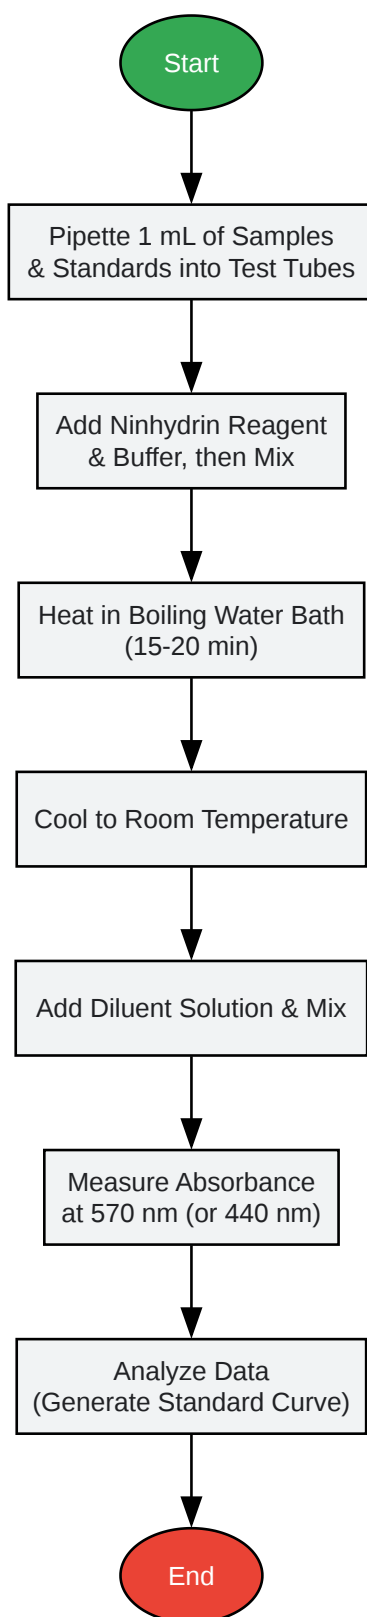 Start
Pipette 1 mL of Samples
& Standards into Test Tubes
Add Ninhydrin Reagent
& Buffer, then Mix
Heat in Boiling Water Bath
(15-20 min)
Cool to Room Temperature
Add Diluent Solution & Mix
Measure Absorbance
at 570 nm (or 440 nm)
Analyze Data
(Generate Standard Curve)
End